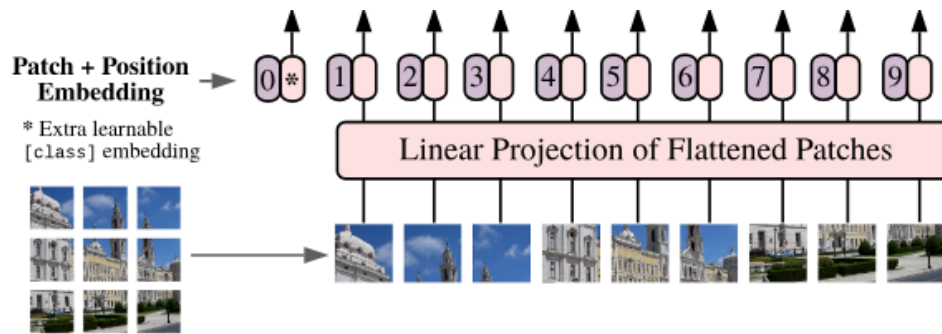 Patch + Position
Embedding
* Extra learnable
[class] embedding
0 * 1 2 3 4 5 6 7 8 9
Linear Projection of Flattened Patches